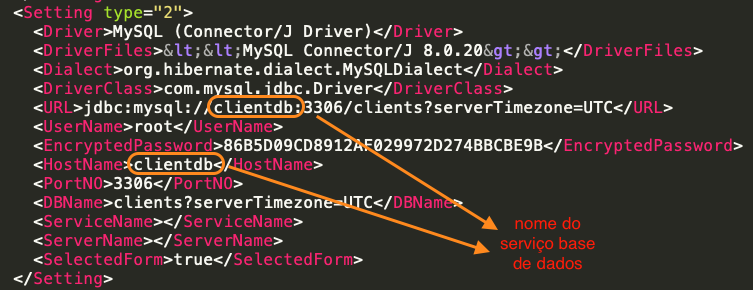 <Setting type="2">
<Driver>MySQL (Connector/J Driver)</Driver>
<DriverFiles>&lt;&lt;MySQL Connector/J 8.0.20&gt;&gt;</DriverFiles>
<Dialect>org.hibernate.dialect.MySQLDialect</Dialect>
<DriverClass>com.mysql.jdbc.Driver</DriverClass>
<URL>jdbc:mysql://clientdb:3306/clients?serverTimezone=UTC</URL>
<UserName>root</UserName>
<EncryptedPassword>86B5D09CD8912AF029972D274BBCBE9B</EncryptedPassword>
<HostName>clientdb</HostName>
<PortNO>3306</PortNO>
<DBName>clients?serverTimezone=UTC</DBName>
<ServiceName></ServiceName>
<ServerName></ServerName>
<SelectedForm>true</SelectedForm>
</Setting>
nome do
serviço base
de dados